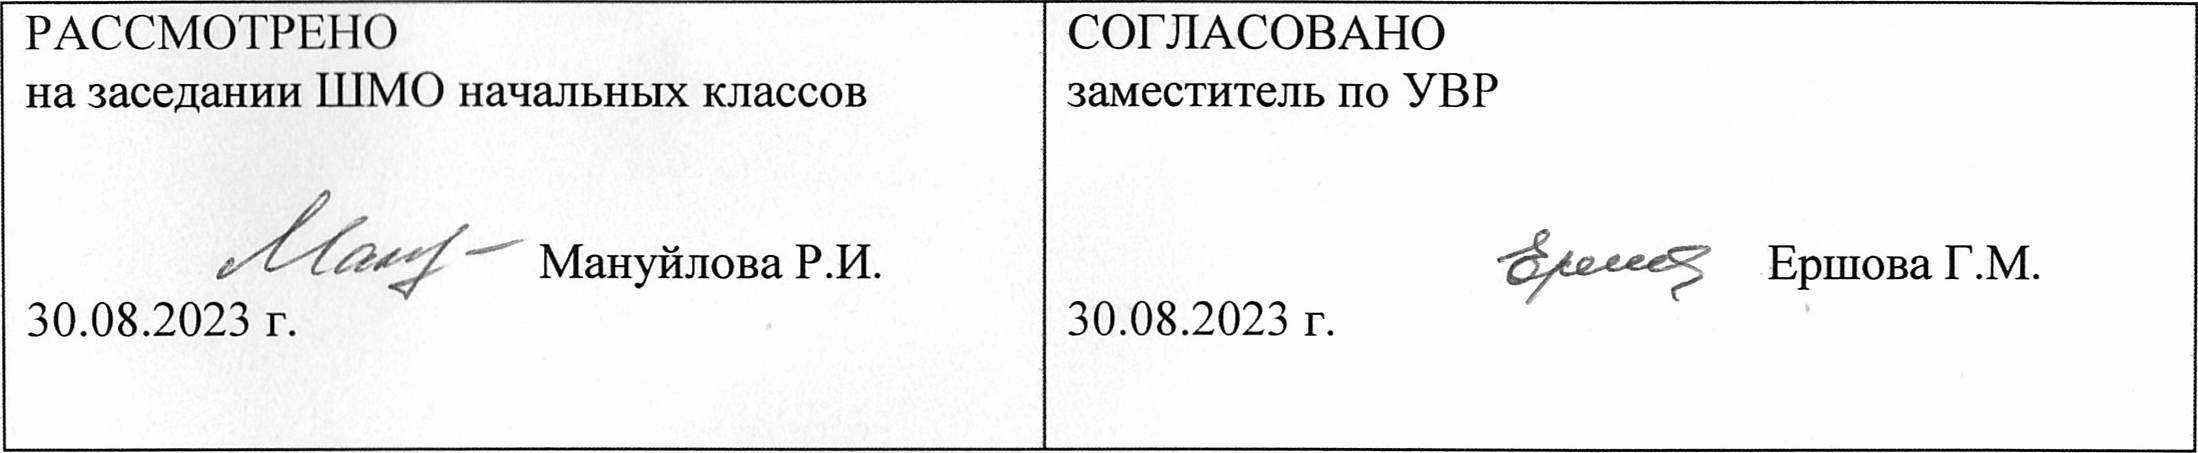 РАССМОТРЕНО
на заседании ШМО начальных классов
Мануйлова Р.И.
30.08.2023 г.
СОГЛАСОВАНО
заместитель по УВР
Ершова Г.М.
30.08.2023 г.